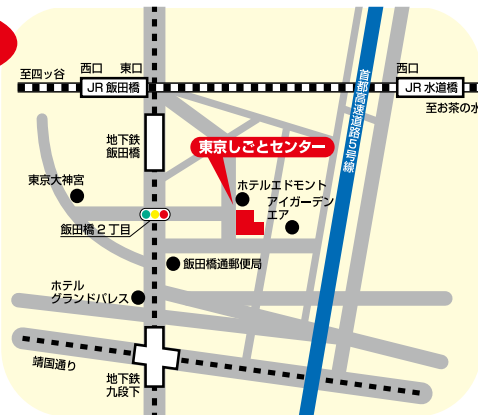 西口
東口
西口
至四ッ谷
JR 飯田橋
JR 水道橋
至お茶の水
首都高速道路5号線
地下鉄
飯田橋
東京しごとセンター
東京大神宮
ホテルエドモント
アイガーデン
エア
飯田橋2丁目
飯田橋通郵便局
ホテル
グランドパレス
靖国通り
地下鉄
九段下